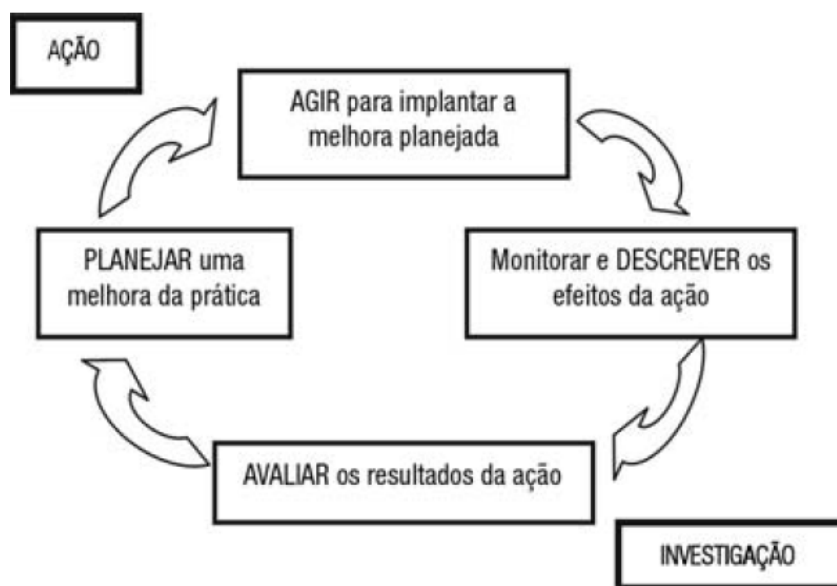 AÇÃO
AGIR para implantar a
melhora planejada
PLANEJAR uma
melhora da prática
Monitorar e DESCREVER os
efeitos da ação
AVALIAR os resultados da ação
INVESTIGAÇÃO